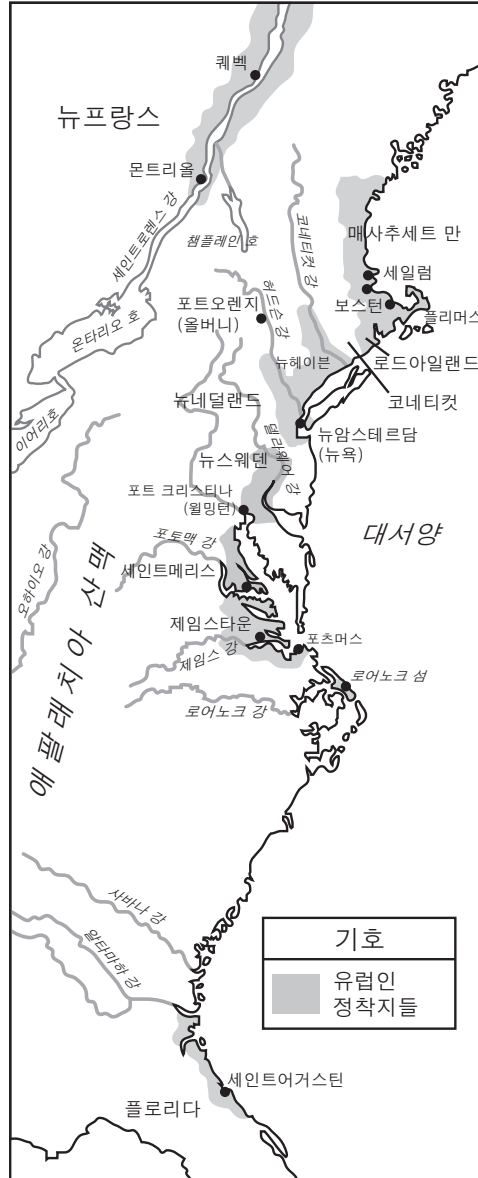 퀘벡
뉴프랑스
몬트리올
세인트로렌스 강
챔플레인 호
코네티컷 강
매사추세트 만
세일럼
보스턴
플리머스
허드슨 강
포트오렌지
(올버니)
온타리오 호
뉴헤이븐
로드아일랜드
코네티컷
이어리호
뉴네덜랜드
뉴암스테르담
(뉴욕)
뉴스웨덴
델라웨어 강
포트 크리스티나
(윌밍턴)
대서양
포토맥 강
오하이오 강
세인트메리스
애팔래치아 산맥
제임스타운
제임스 강
포츠머스
로어노크 섬
로어노크 강
사바나 강
알타마하 강
기호
유럽인
정착지들
세인트어거스틴
플로리다